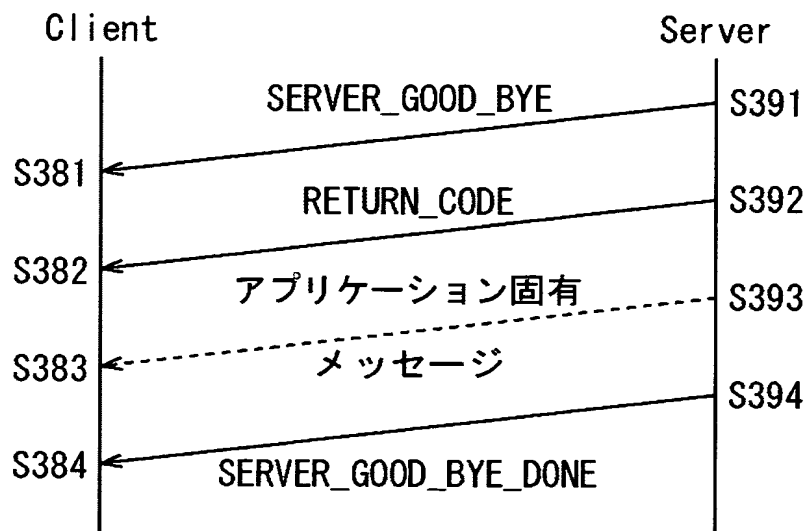 Client
Server
SERVER_GOOD_BYE
S391
S381
RETURN_CODE
S392
S382
アプリケーション固有
S393
S383
メッセージ
S394
S384
SERVER_GOOD_BYE_DONE